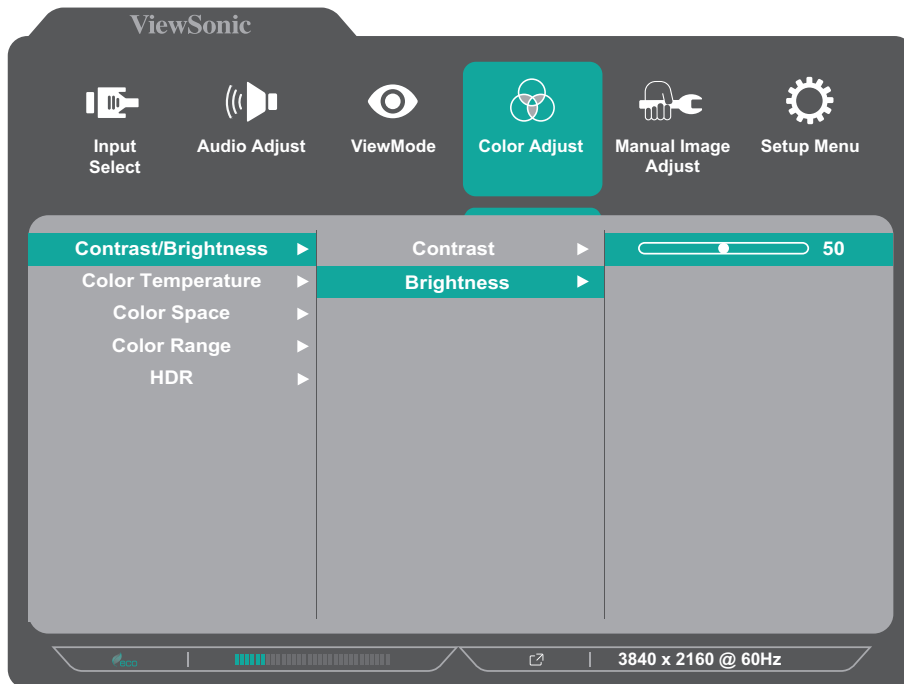 ViewSonic
Input Select
Audio Adjust
ViewMode
Color Adjust
Manual Image Adjust
Setup Menu
Contrast/Brightness
Contrast
50
Color Temperature
Brightness
Color Space
Color Range
HDR
eco
3840 x 2160 @ 60Hz